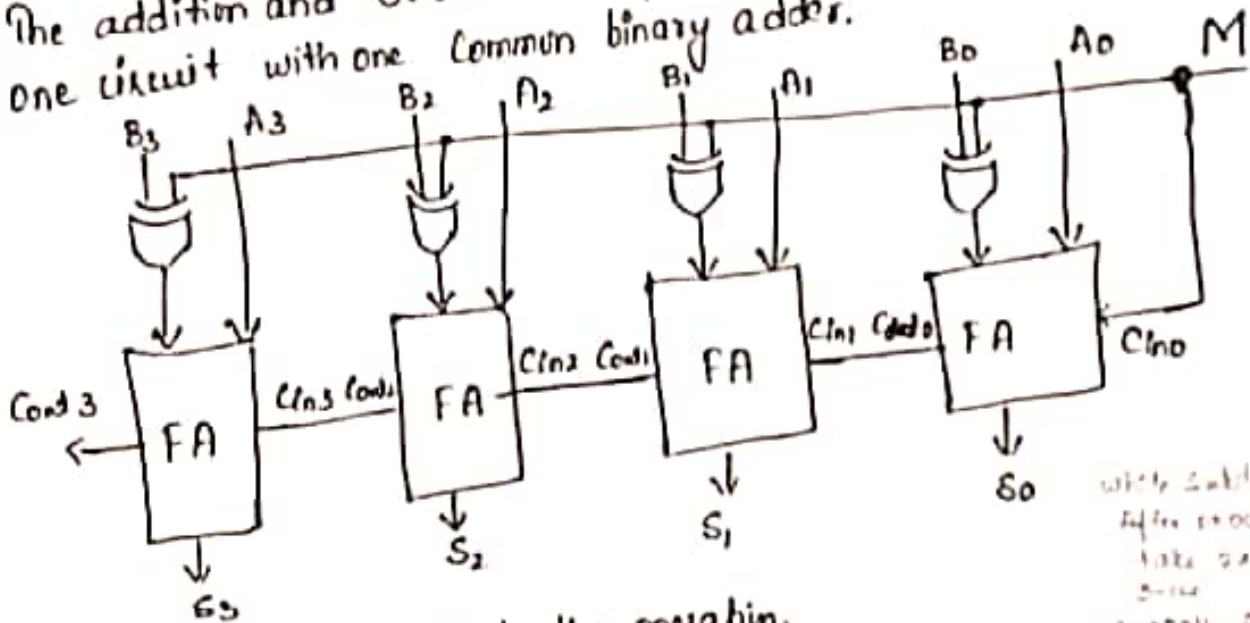 The addition and
one circuit with one Common binary adder.
B3 A3 B2 A2 B1 A1 B0 A0 M
Cout 3 FA Cin3 Cout2 FA Cin2 Cout1 FA Cin1 Cout0 FA Cin0
S3 S2 S1 S0